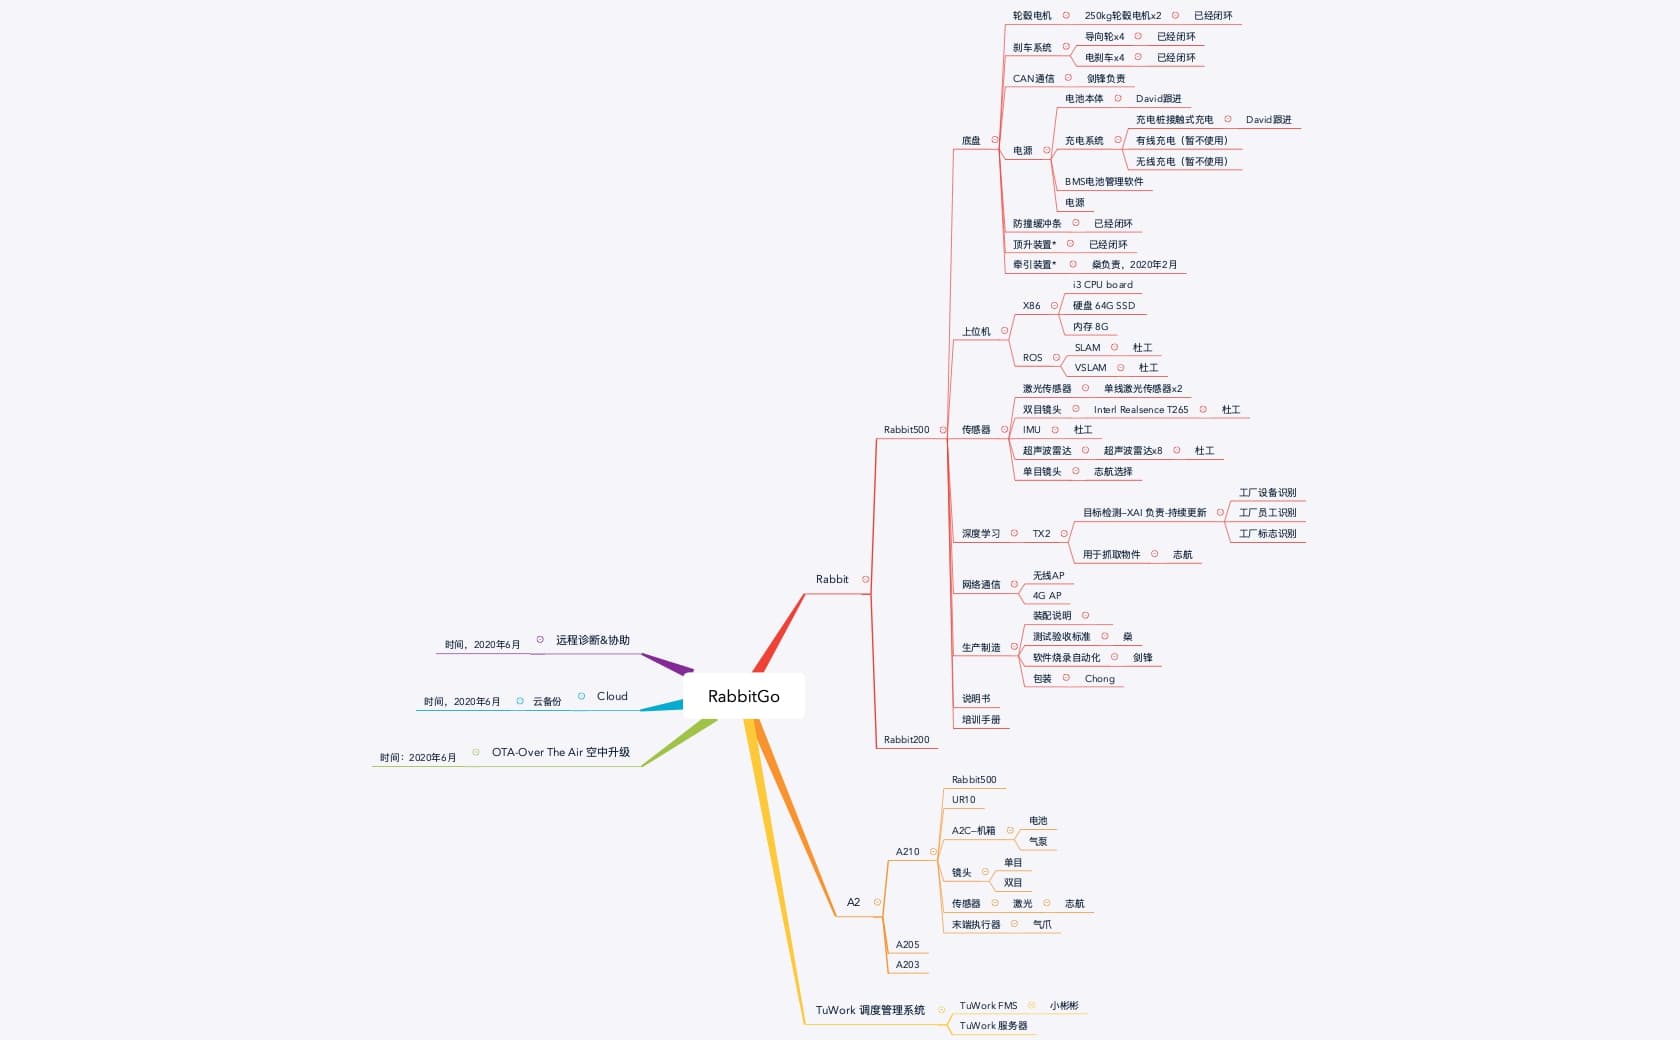 轮毂电机 250kg轮毂电机x2 已经闭环
导向轮x4 已经闭环
刹车系统
电刹车x4 已经闭环
CAN通信 剑锋负责
电池本体 David跟进
充电桩接触式充电 David跟进
底盘
充电系统 有线充电（暂不使用）
电源
无线充电（暂不使用）
BMS电池管理软件
电源
防撞缓冲条 已经闭环
顶升装置* 已经闭环
牵引装置* 燊负责，2020年2月
i3 CPU board
X86 硬盘 64G SSD
内存 8G
上位机
SLAM 杜工
ROS
VSLAM 杜工
激光传感器 单线激光传感器x2
双目镜头 Interl Realsence T265 杜工
Rabbit500 传感器 IMU 杜工
超声波雷达 超声波雷达x8 杜工
单目镜头 志航选择
工厂设备识别
目标检测--XAI 负责-持续更新 工厂员工识别
深度学习 TX2 工厂标志识别
用于抓取物件 志航
无线AP
网络通信
4G AP
Rabbit
装配说明
测试验收标准 燊
生产制造
软件烧录自动化 剑锋
包装 Chong
说明书
培训手册
Rabbit200
时间，2020年6月 远程诊断&协助
RabbitGo
时间，2020年6月 云备份 Cloud
时间：2020年6月 OTA-Over The Air 空中升级
Rabbit500
UR10
电池
A2C--机箱
气泵
A210
单目
镜头
双目
A2
传感器 激光 志航
末端执行器 气爪
A205
A203
TuWork 调度管理系统 TuWork FMS 小彬彬
TuWork 服务器